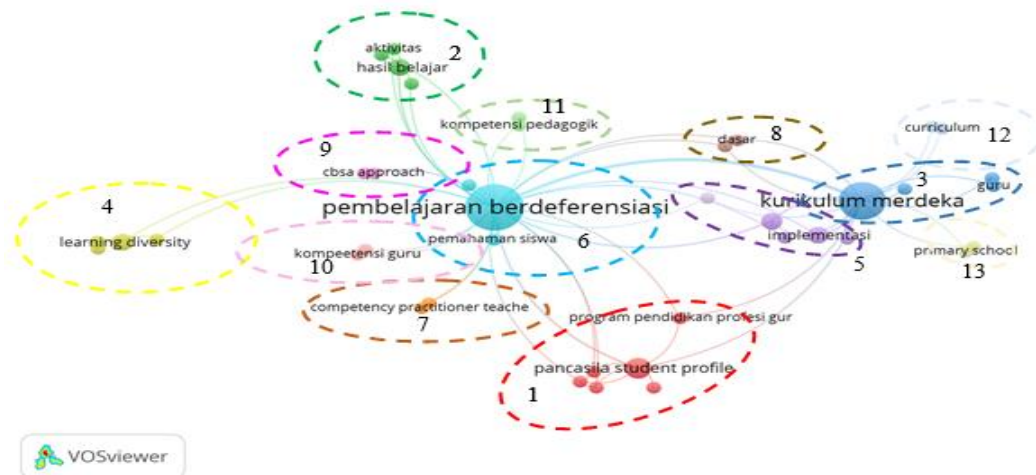 aktivitas
2
hasil belajar
11
kompetensi pedagogik
8
dasar
curriculum
12
9
cbsa approach
3
guru
kurikulum merdeka
4
pembelajaran berdeferensiasi
learning diversity
pemahaman siswa
6
implementasi
kompeetensi guru
10
5
primary school
13
competency practitioner teache
7
program pendidikan profesi gur
pancasila student profile
1
VOSviewer